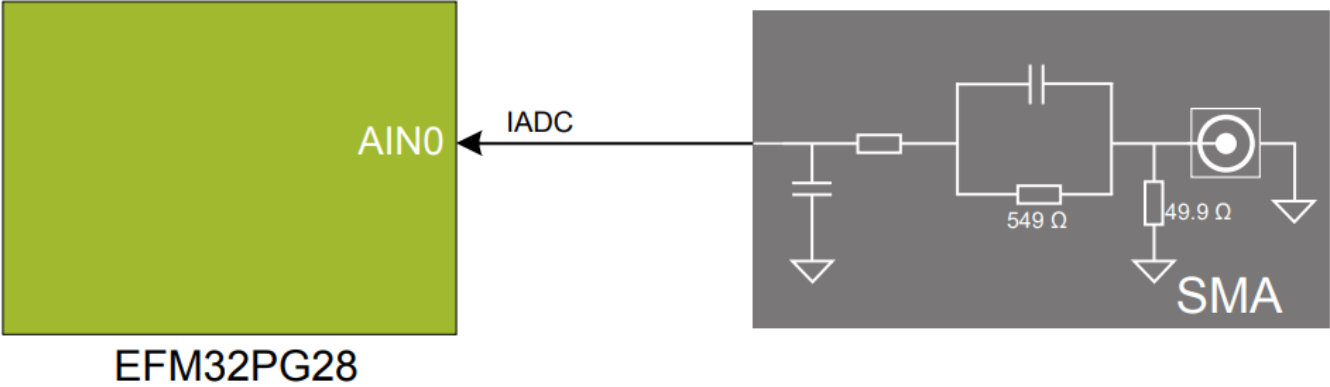 IADC
AIN0
549 Ω
49.9 Ω
SMA
EFM32PG28